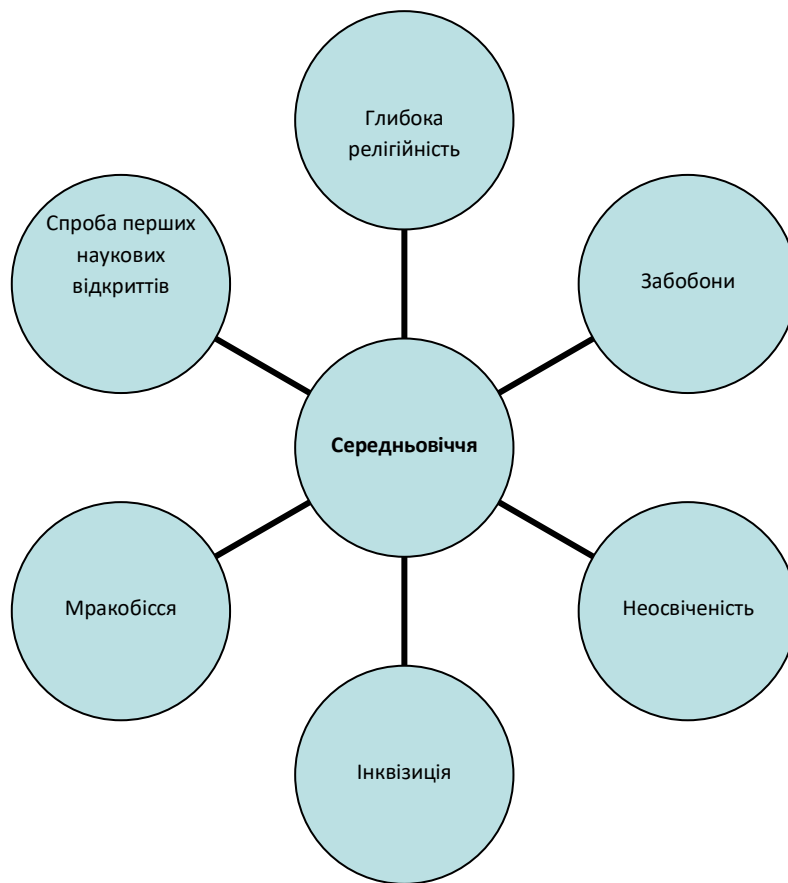 Глибока
релігійність
Спроба перших
наукових
відкриттів
Забобони
Середньовіччя
Мракобісся
Неосвіченість
Інквізиція